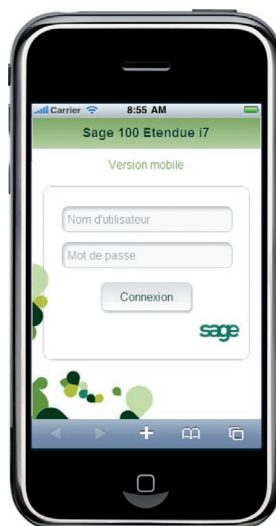 Carrier 8:55 AM
Sage 100 Etendue i7
Version mobile
Nom d'utilisateur
Mot de passe
Connexion
sage